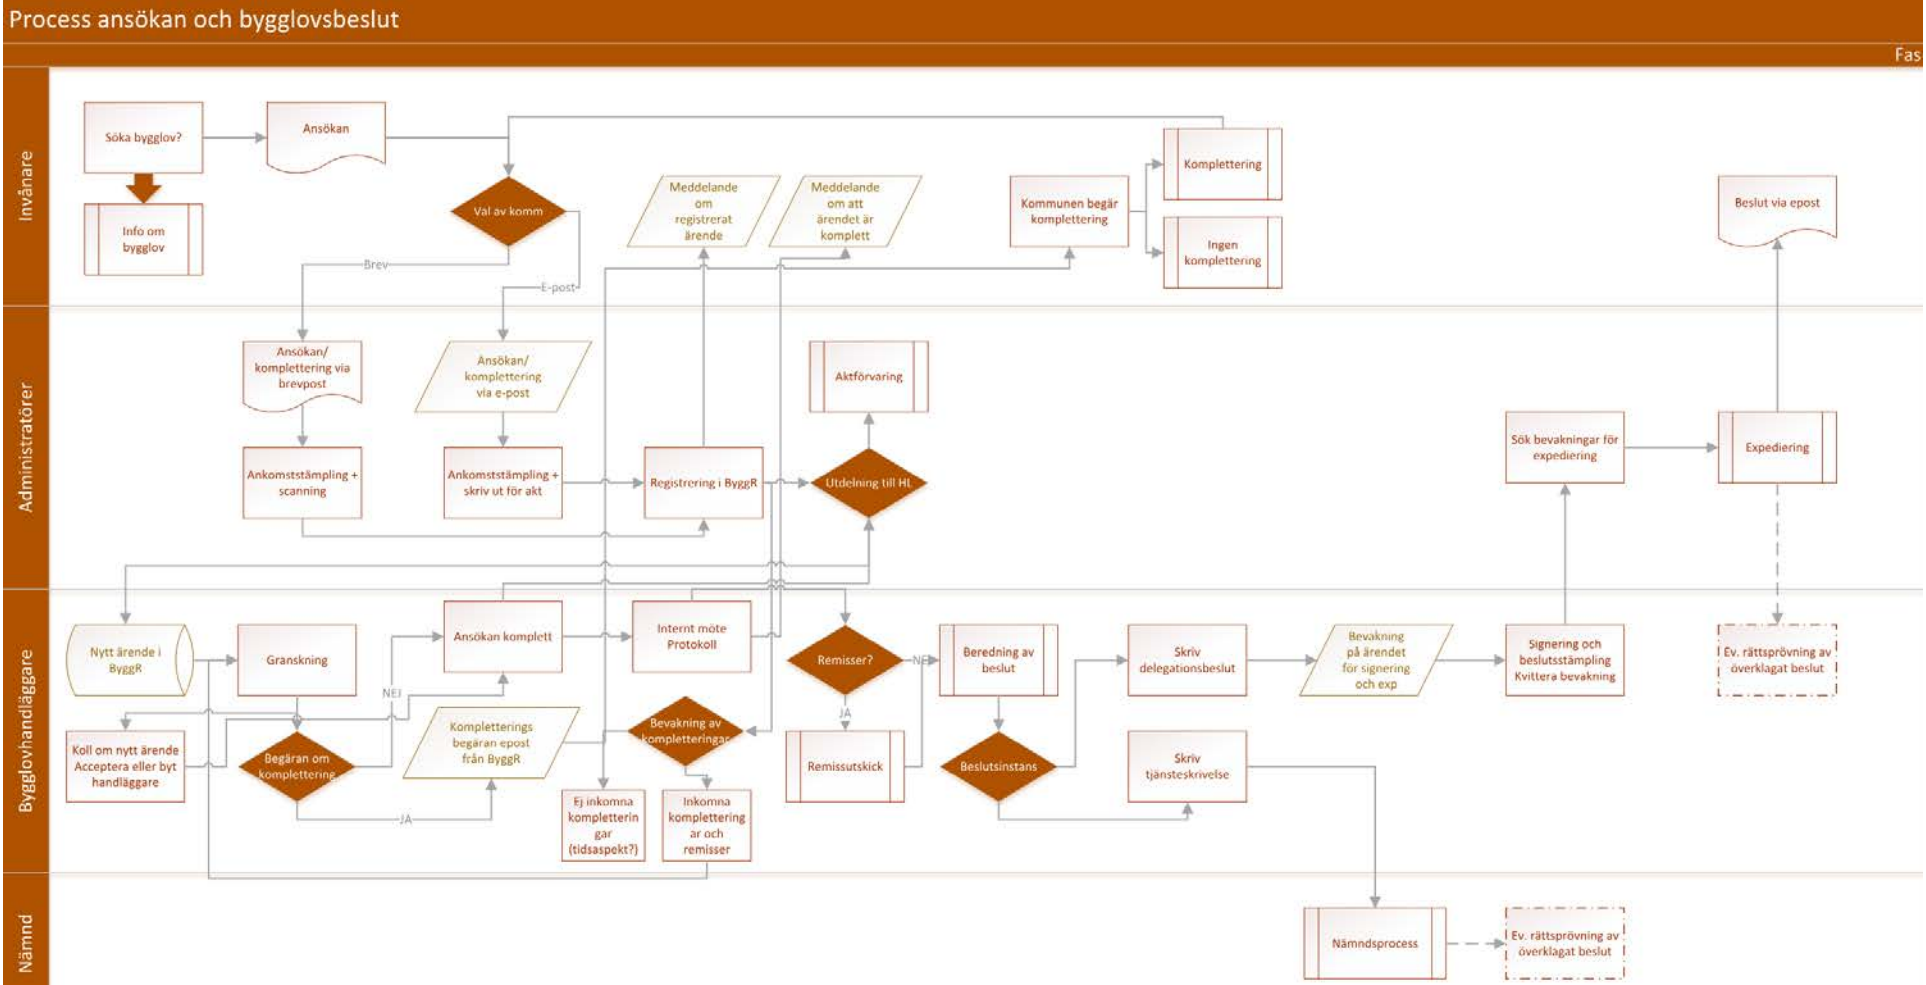 Process ansökan och bygglovsbeslut
Fas
Invånare
Söka bygglov?
Ansökan
Info om
bygglov
Val av komm
Brev
E-post
Meddelande
om
registrerat
ärende
Meddelande
om att
ärendet är
komplett
Kommunen begär
komplettering
Komplettering
Ingen
komplettering
Beslut via epost
Administratörer
Ansökan/
komplettering via
brevpost
Ansökan/
komplettering
via e-post
Aktförvaring
Ankomststämpling +
scanning
Ankomststämpling +
skriv ut för akt
Registrering i ByggR
Utdelning till HL
Sök bevakningar för
expediering
Expediering
Bygglovhandläggare
Nytt ärende i
ByggR
Granskning
Ansökan komplett
Internt möte
Protokoll
Remisser?
NEJ
Beredning av
beslut
Skriv
delegationsbeslut
Bevakning
på ärendet
för signering
och exp
Signering och
beslutsstämpling
Kvittera bevakning
Ev. rättsprövning av
överklagat beslut
NEJ
Koll om nytt ärende
Acceptera eller byt
handläggare
Begäran om
komplettering
JA
Kompletterings
begäran epost
från ByggR
Bevakning av
kompletteringar
Ej inkomna
kompletterin
gar
(tidsaspekt?)
Inkomna
komplettering
ar och
remisser
JA
Remissutskick
Beslutsinstans
Skriv
tjänsteskrivelse
Nämnd
Nämndsprocess
Ev. rättsprövning av
överklagat beslut